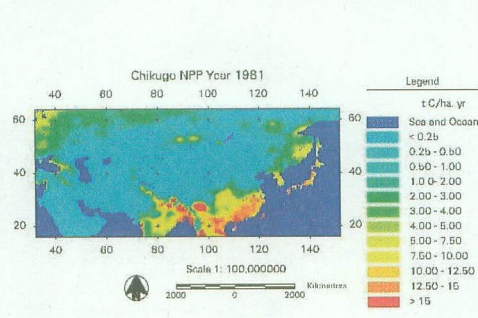 Chikugo NPP Year 1981
40 60 80 100 120 140
60 60
40 40
20 20
40 60 80 100 120 140
Scale 1: 100,000000
2000 0 2000 Kilometres
Legend
t C/ha. yr
Sea and Ocean
< 0.25
0.25 - 0.50
0.50 - 1.00
1.0 0- 2.00
2.00 - 3.00
3.00 - 4.00
4.00 - 5.00
5.00 - 7.50
7.50 - 10.00
10.00 - 12.50
12.50 - 15
> 15